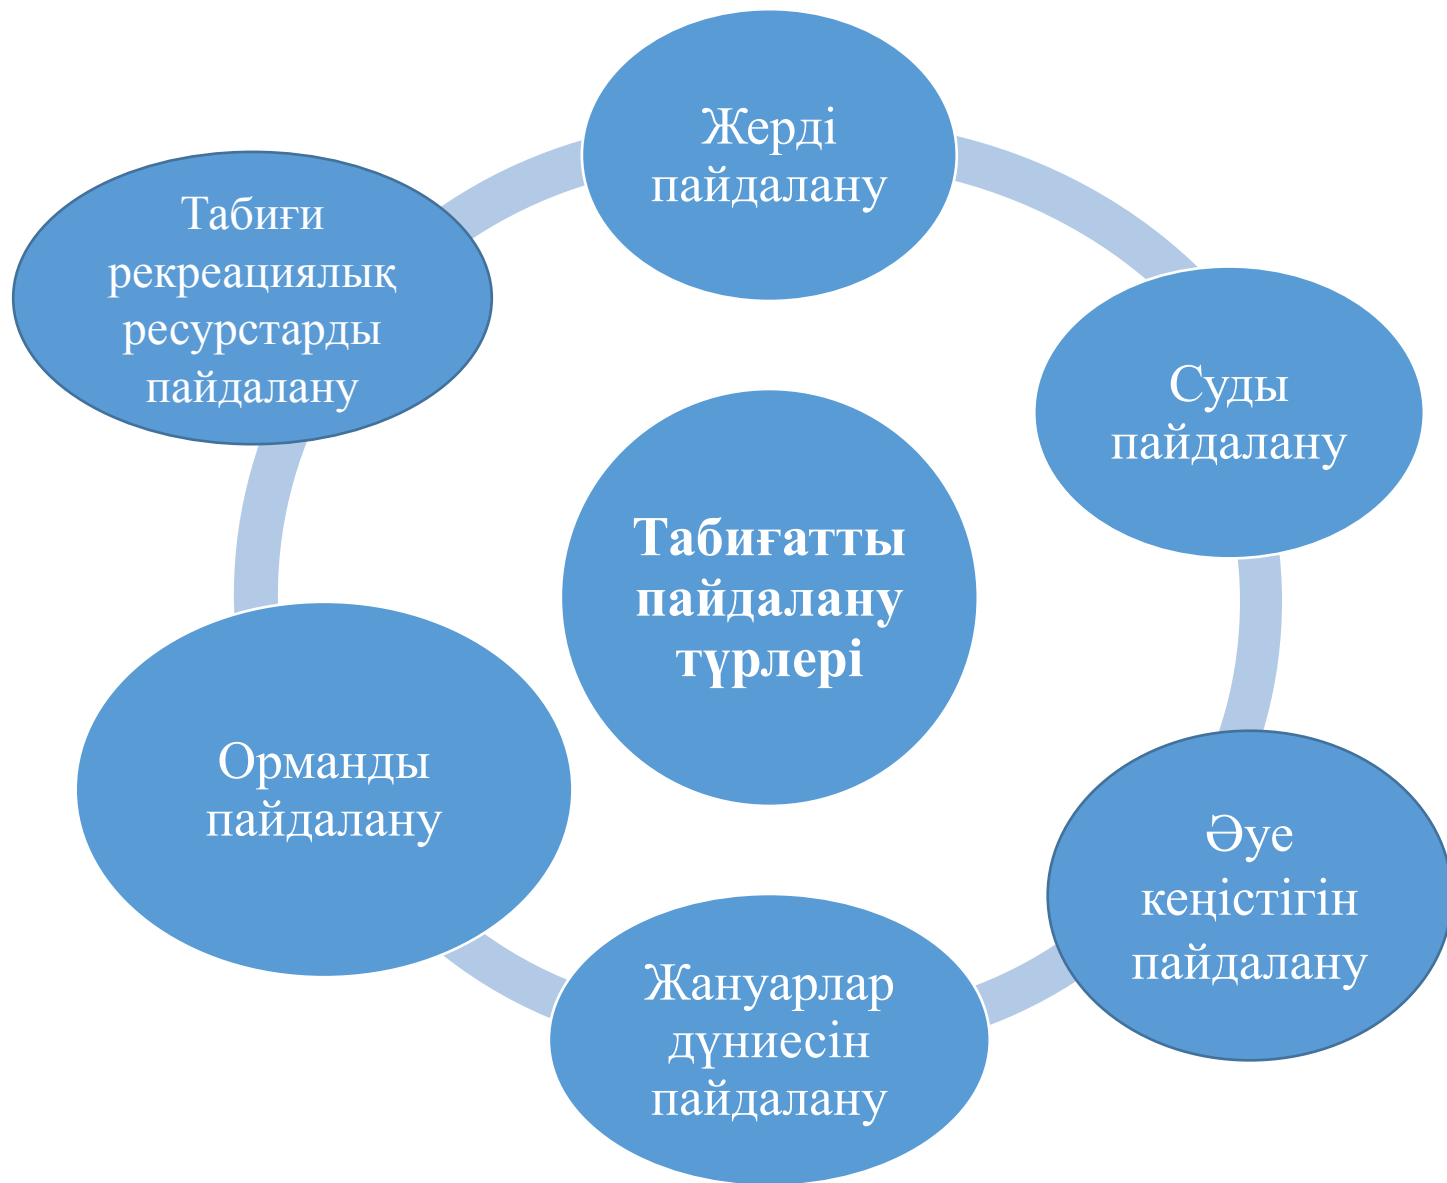 Жерді
пайдалану
Табиғи
рекреациялық
ресурстарды
пайдалану
Суды
пайдалану
Табиғатты
пайдалану
түрлері
Орманды
пайдалану
Әуе
кеңістігін
пайдалану
Жануарлар
дүниесін
пайдалану